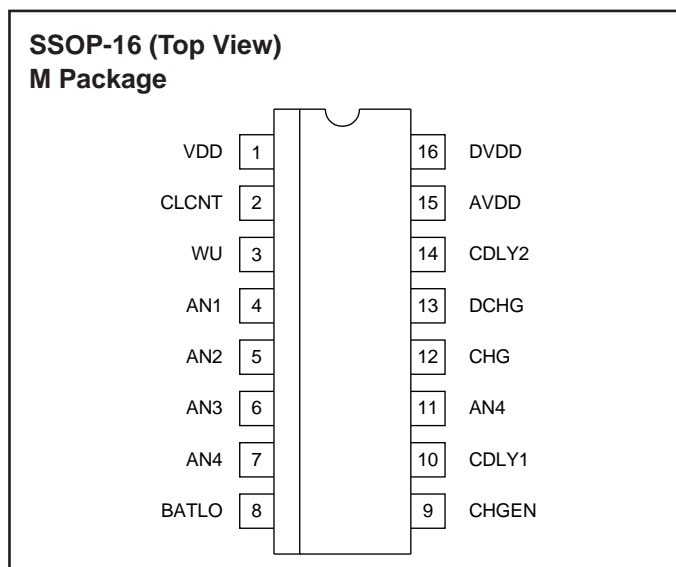 SSOP-16 (Top View)
M Package
VDD 1 16 DVDD
CLCNT 2 15 AVDD
WU 3 14 CDLY2
AN1 4 13 DCHG
AN2 5 12 CHG
AN3 6 11 AN4
AN4 7 10 CDLY1
BATLO 8 9 CHGEN